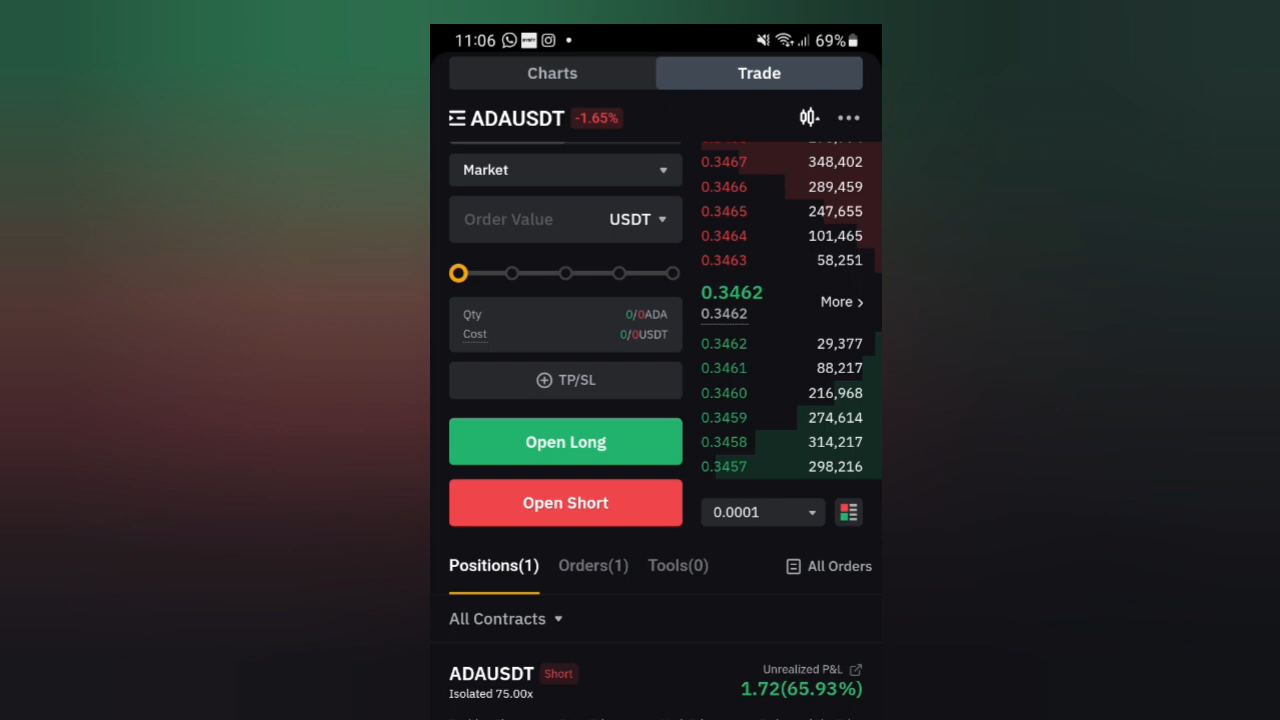 11:06 69%
Charts Trade
ADAUSDT -1.65%
Market
Order Value USDT
Qty 0/0ADA
Cost 0/0USDT
TP/SL
Open Long
Open Short
0.3467 348,402
0.3466 289,459
0.3465 247,655
0.3464 101,465
0.3463 58,251
0.3462 More >
0.3462
0.3462 29,377
0.3461 88,217
0.3460 216,968
0.3459 274,614
0.3458 314,217
0.3457 298,216
0.0001
Positions(1) Orders(1) Tools(0) All Orders
All Contracts
ADAUSDT Short Unrealized P&L
Isolated 75.00x 1.72(65.93%)